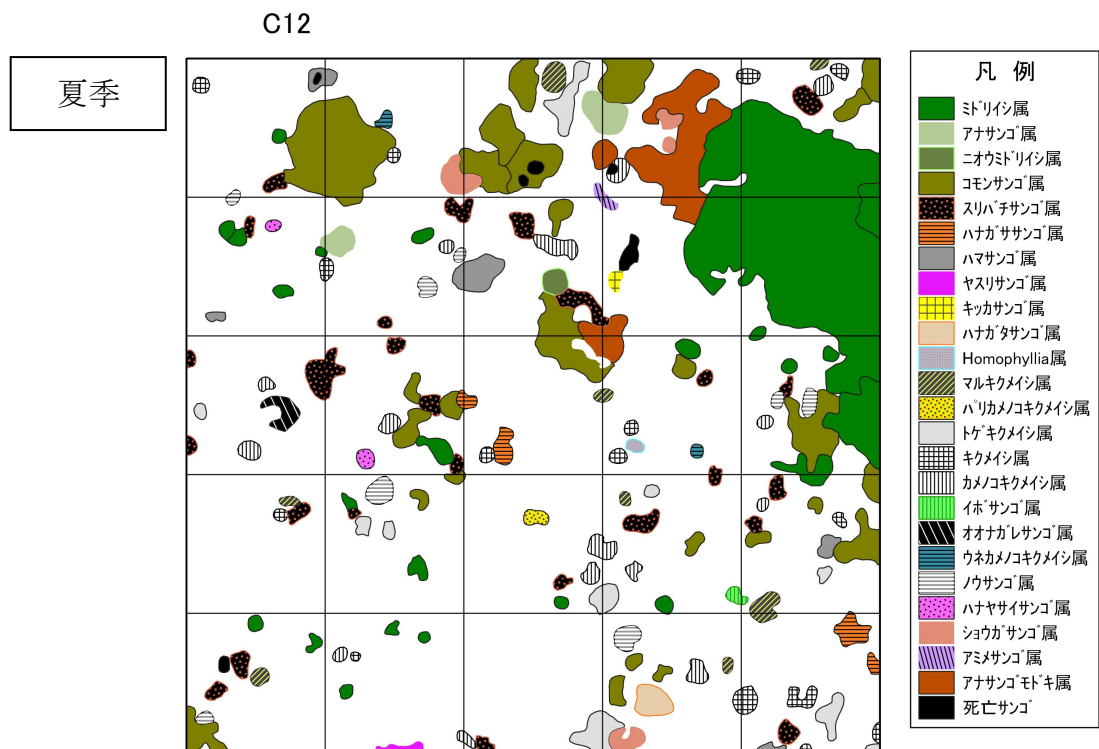 C12
夏季
凡 例
ミドリイシ属
アナサンゴ属
ニオウミドリイシ属
コモンサンゴ属
スリバチサンゴ属
ハナガササンゴ属
ハマサンゴ属
ヤスリサンゴ属
キッカサンゴ属
ハナガタサンゴ属
Homophyllia属
マルキクメイシ属
バリカメノコキクメイシ属
トゲキクメイシ属
キクメイシ属
カメノコキクメイシ属
イボサンゴ属
オオナガレサンゴ属
ウネカメノコキクメイシ属
ノウサンゴ属
ハナヤサイサンゴ属
ショウガサンゴ属
アミメサンゴ属
アナサンゴモドキ属
死亡サンゴ